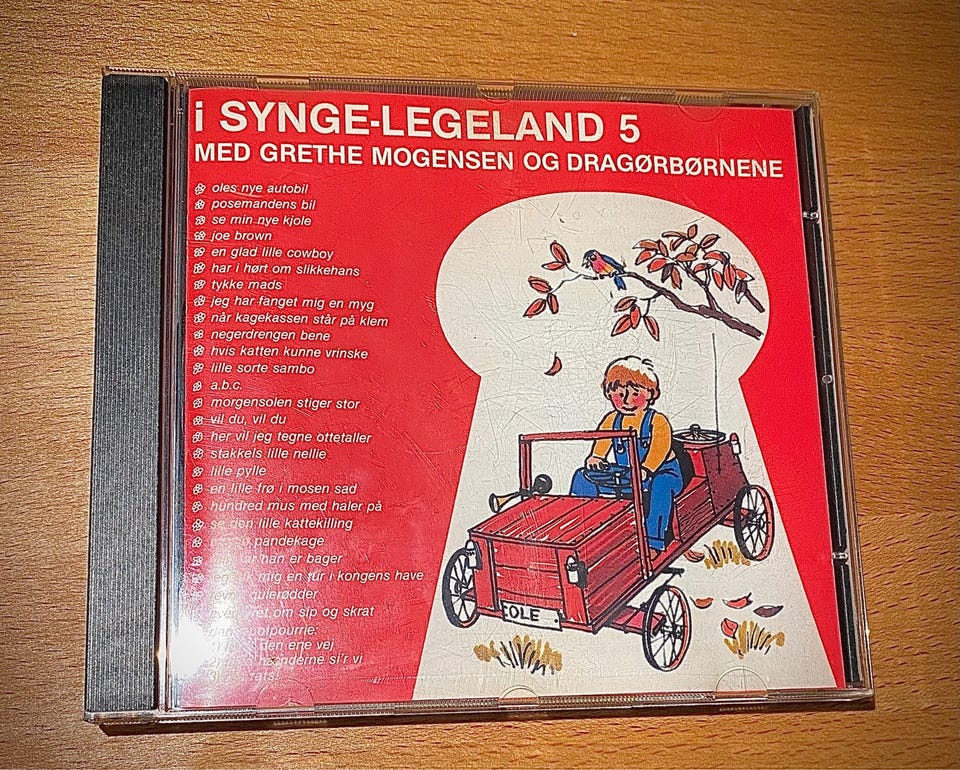 i SYNGE-LEGELAND 5
MED GRETHE MOGENSEN OG DRAGØRBØRNENE
oles nye autobil
posemandens bil
se min nye kjole
joe brown
en glad lille cowboy
har i hørt om slikkehans
tykke mads
jeg har fanget mig en myg
når kagekassen står på klem
negerdrengen bene
hvis katten kunne vrinske
lille sorte sambo
a.b.c.
morgensolen stiger stor
vil du, vil du
her vil jeg tegne ottetaller
stakkels lille nellie
lille pylle
en lille frø i mosen sad
hundred mus med haler på
se den lille kattekilling
pandekage
han er bager
mig en tur i kongens have
gulerødder
om sip og skrat
potpourrie:
den ene vej
hænderne si'r vi
OLE